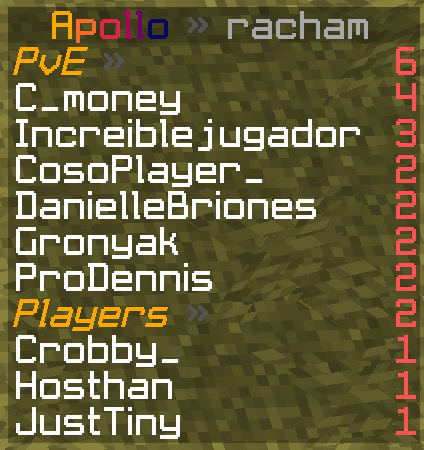 Apollo » racham
PvE » 6
C_money 4
Increiblejugador 3
CosoPlayer_ 2
DanielleBriones 2
Gronyak 2
ProDennis 2
Players » 2
Crobby_ 1
Hosthan 1
JustTiny 1